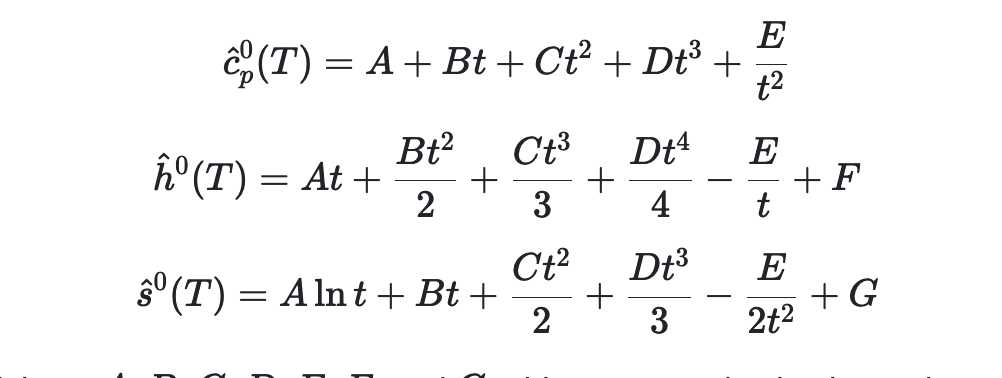 ĉ⁰ₚ(T) = A + Bt + Ct² + Dt³ + E/t²
ĥ⁰(T) = At + Bt²/2 + Ct³/3 + Dt⁴/4 − E/t + F
ŝ⁰(T) = A ln t + Bt + Ct²/2 + Dt³/3 − E/2t² + G